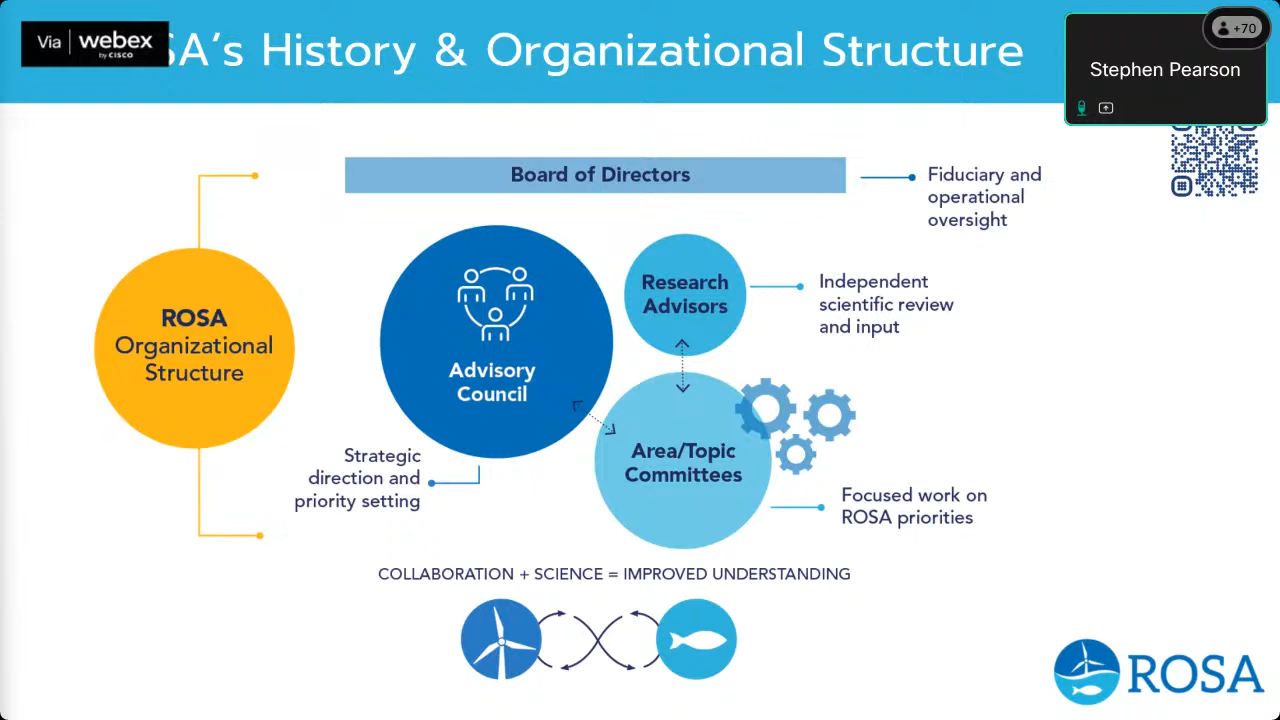 Via webex
by CISCO
SA's History & Organizational Structure
+70
Stephen Pearson
Board of Directors
Fiduciary and
operational
oversight
ROSA
Organizational
Structure
Advisory
Council
Research
Advisors
Independent
scientific review
and input
Area/Topic
Committees
Strategic
direction and
priority setting
Focused work on
ROSA priorities
COLLABORATION + SCIENCE = IMPROVED UNDERSTANDING
ROSA